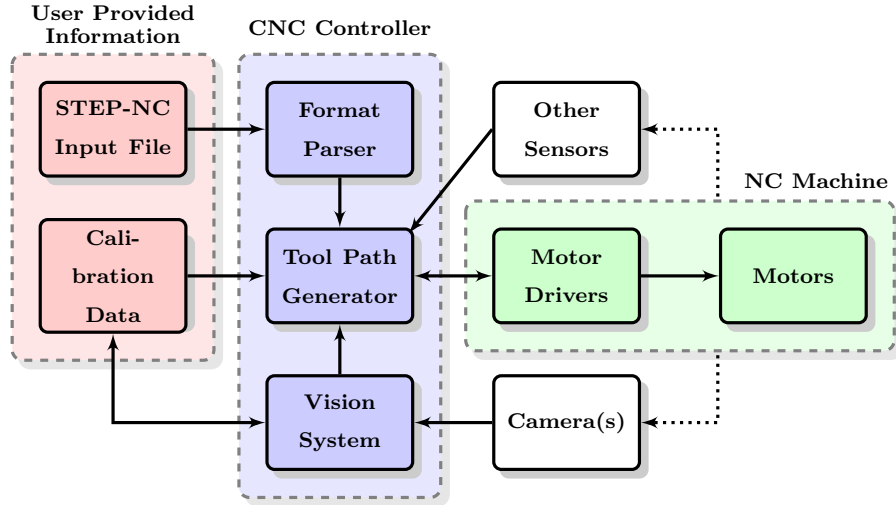 User Provided
Information
CNC Controller
STEP-NC
Input File
Format
Parser
Other
Sensors
NC Machine
Cali-
bration
Data
Tool Path
Generator
Motor
Drivers
Motors
Vision
System
Camera(s)